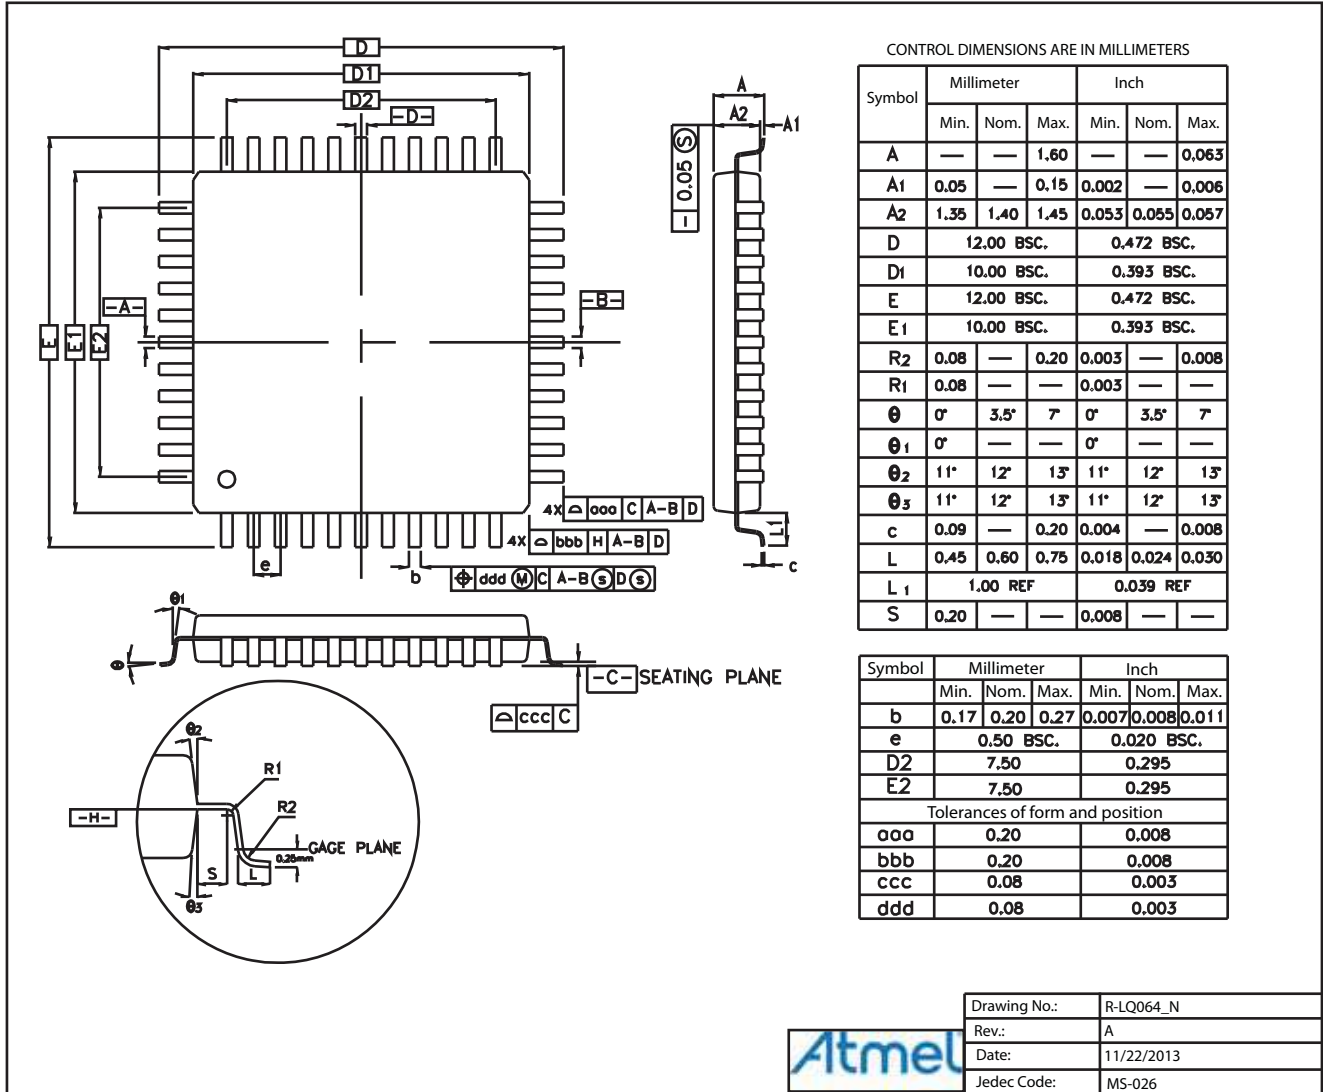 D
D1
D2
-D-
-A-
-B-
E
E1
E2
4x ⌓ aaa C A-B D
4x ⌓ bbb H A-B D
⌖ ddd Ⓜ C A-B Ⓢ D Ⓢ
e
b
A
A2
A1
0.05 Ⓢ
L1
c
θ1
θ
-C- SEATING PLANE
⌓ ccc C
θ2
R1
R2
-H-
GAGE PLANE
0.25mm
S
L
θ3
CONTROL DIMENSIONS ARE IN MILLIMETERS
Symbol Millimeter Inch
Min. Nom. Max. Min. Nom. Max.
A — — 1.60 — — 0.063
A1 0.05 — 0.15 0.002 — 0.006
A2 1.35 1.40 1.45 0.053 0.055 0.057
D 12.00 BSC. 0.472 BSC.
D1 10.00 BSC. 0.393 BSC.
E 12.00 BSC. 0.472 BSC.
E1 10.00 BSC. 0.393 BSC.
R2 0.08 — 0.20 0.003 — 0.008
R1 0.08 — — 0.003 — —
θ 0° 3.5° 7° 0° 3.5° 7°
θ1 0° — — 0° — —
θ2 11° 12° 13° 11° 12° 13°
θ3 11° 12° 13° 11° 12° 13°
c 0.09 — 0.20 0.004 — 0.008
L 0.45 0.60 0.75 0.018 0.024 0.030
L1 1.00 REF 0.039 REF
S 0.20 — — 0.008 — —
Symbol Millimeter Inch
Min. Nom. Max. Min. Nom. Max.
b 0.17 0.20 0.27 0.007 0.008 0.011
e 0.50 BSC. 0.020 BSC.
D2 7.50 0.295
E2 7.50 0.295
Tolerances of form and position
aaa 0.20 0.008
bbb 0.20 0.008
ccc 0.08 0.003
ddd 0.08 0.003
Atmel
Drawing No.: R-LQ064_N
Rev.: A
Date: 11/22/2013
Jedec Code: MS-026